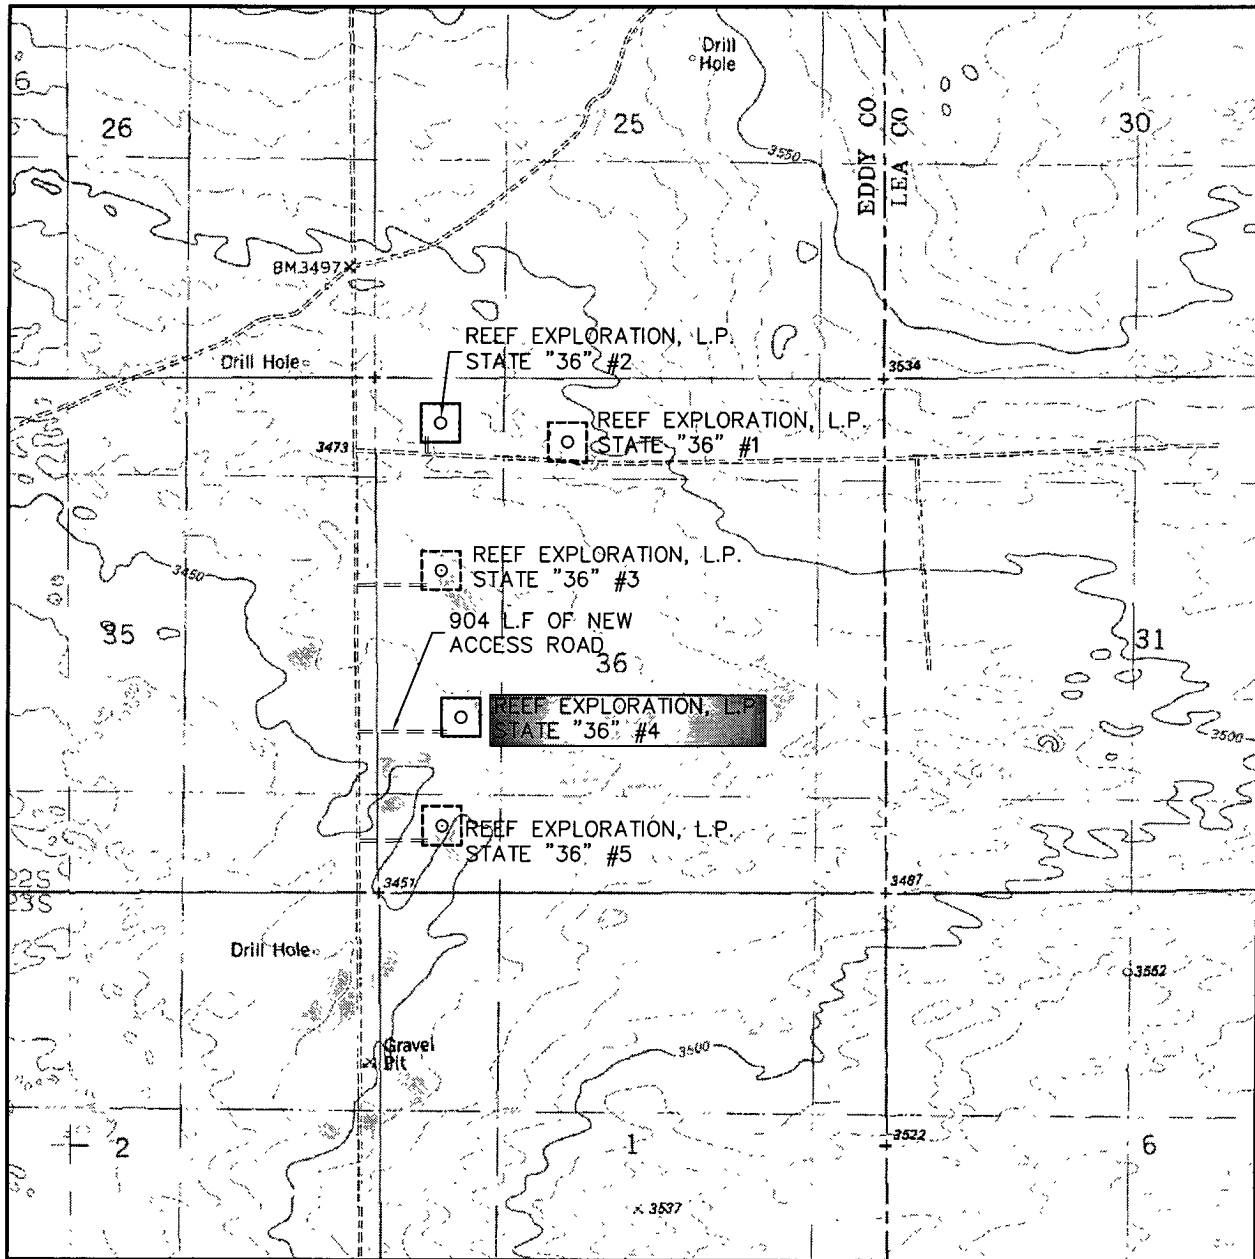 Drill
Hole
6
26
25
30
EDDY CO
LEA CO
3550
BM 3497
REEF EXPLORATION, L.P.
STATE "36" #2
Drill Hole
3534
REEF EXPLORATION, L.P.
STATE "36" #1
3473
REEF EXPLORATION, L.P.
STATE "36" #3
3450
904 L.F OF NEW
ACCESS ROAD
35
36
31
REEF EXPLORATION, L.P.
STATE "36" #4
3500
REEF EXPLORATION, L.P.
STATE "36" #5
22S
23S
3451
3487
Drill Hole
3552
Gravel
Pit
3500
2
1
3522
6
3537